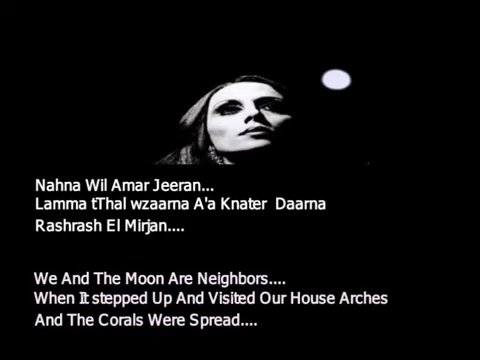 Nahna Wil Amar Jeeran...
Lamma tThal wzaarna A'a Knater Daarna
Rashrash El Mirjan....
We And The Moon Are Neighbors....
When It stepped Up And Visited Our House Arches
And The Corals Were Spread....